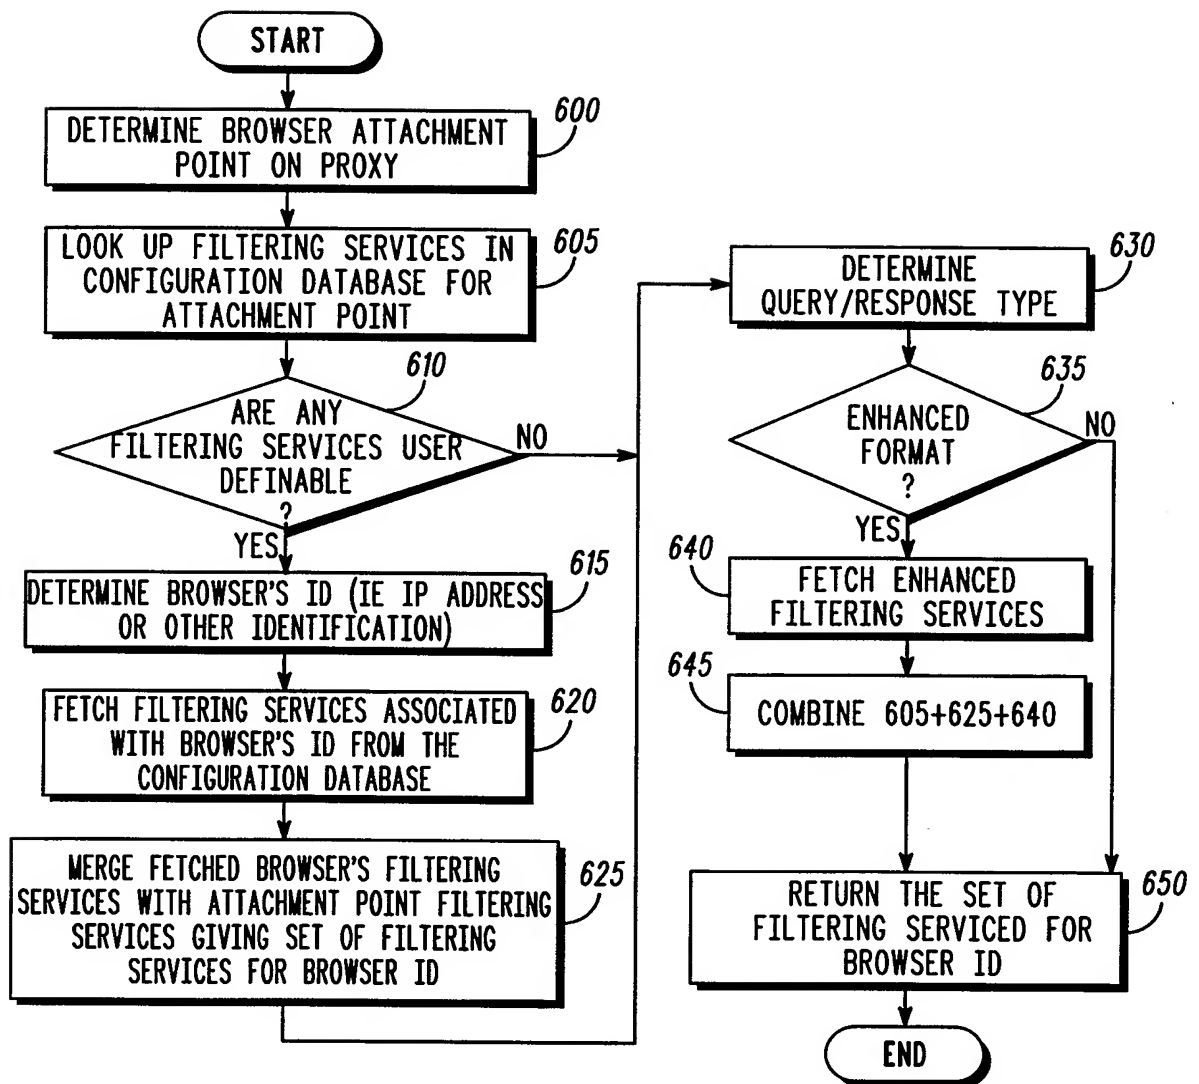 START
DETERMINE BROWSER ATTACHMENT
POINT ON PROXY
600
LOOK UP FILTERING SERVICES IN
CONFIGURATION DATABASE FOR
ATTACHMENT POINT
605
610
ARE ANY
FILTERING SERVICES USER
DEFINABLE
?
NO
YES
DETERMINE BROWSER'S ID (IE IP ADDRESS
OR OTHER IDENTIFICATION)
615
FETCH FILTERING SERVICES ASSOCIATED
WITH BROWSER'S ID FROM THE
CONFIGURATION DATABASE
620
MERGE FETCHED BROWSER'S FILTERING
SERVICES WITH ATTACHMENT POINT FILTERING
SERVICES GIVING SET OF FILTERING
SERVICES FOR BROWSER ID
625
DETERMINE
QUERY/RESPONSE TYPE
630
635
ENHANCED
FORMAT
?
NO
YES
640
FETCH ENHANCED
FILTERING SERVICES
645
COMBINE 605+625+640
RETURN THE SET OF
FILTERING SERVICED FOR
BROWSER ID
650
END